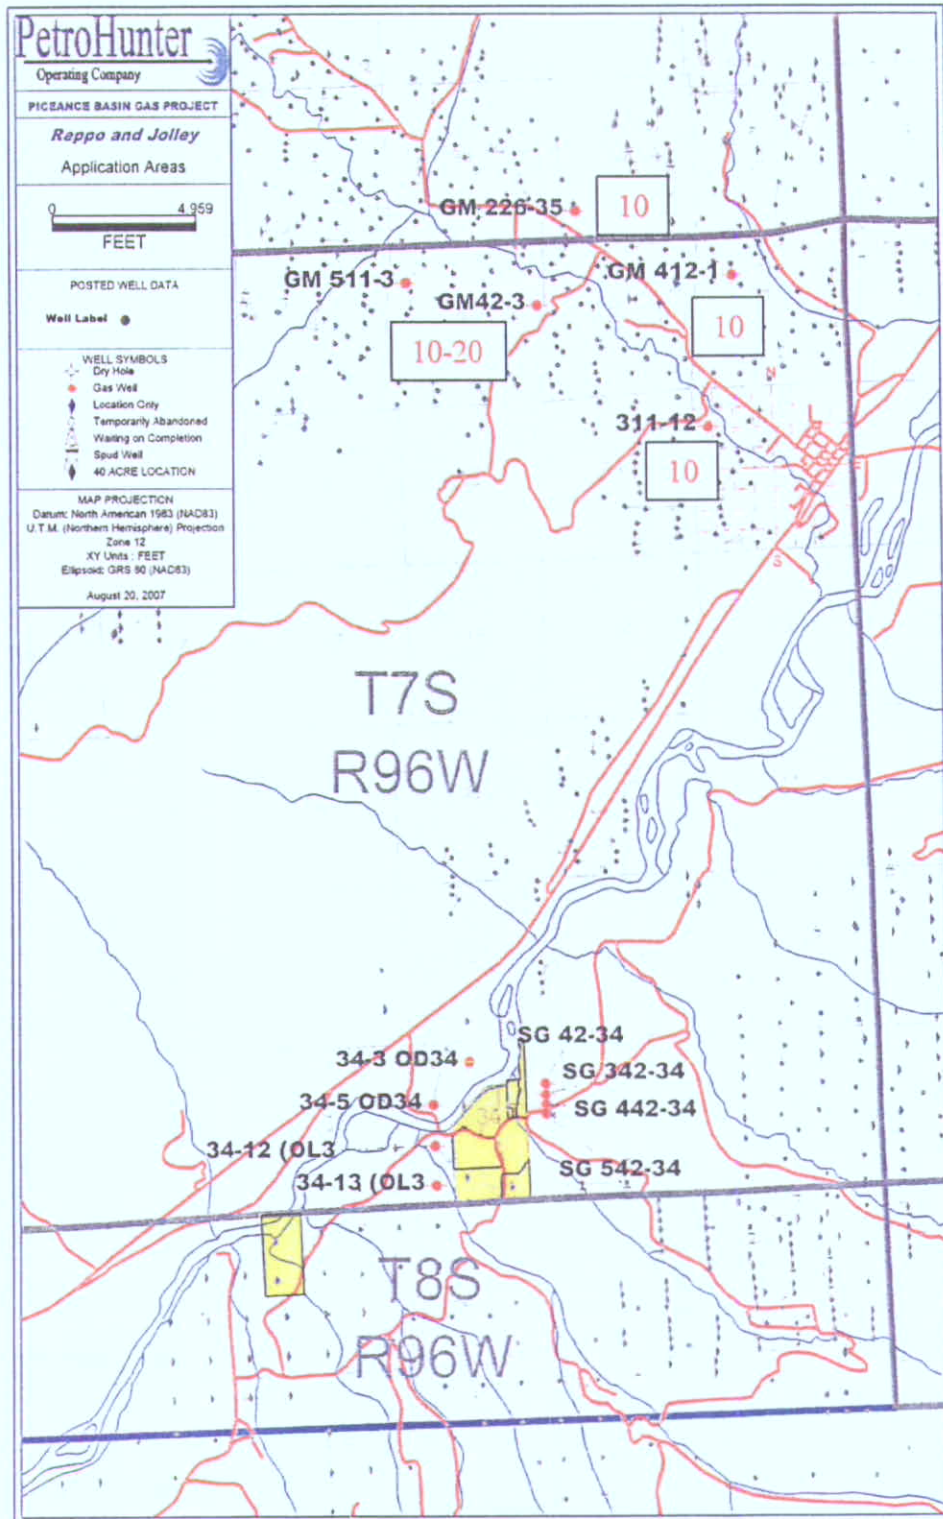 PetroHunter
Operating Company
PICEANCE BASIN GAS PROJECT
Reppo and Jolley
Application Areas
0 4,959
FEET
POSTED WELL DATA
Well Label
WELL SYMBOLS
Dry Hole
Gas Well
Location Only
Temporarily Abandoned
Waiting on Completion
Spud Well
40 ACRE LOCATION
MAP PROJECTION
Datum: North American 1983 (NAD83)
U.T.M. (Northern Hemisphere) Projection
Zone 12
XY Units : FEET
Ellipsoid: GRS 80 (NAD83)
August 20, 2007
GM 226-35
10
GM 511-3
GM 412-1
GM42-3
10
10-20
N
311-12
10
S
T7S
R96W
SG 42-34
34-3 OD34
SG 342-34
34-5 OD34
SG 442-34
34-12 (OL3
SG 542-34
34-13 (OL3
T8S
R96W